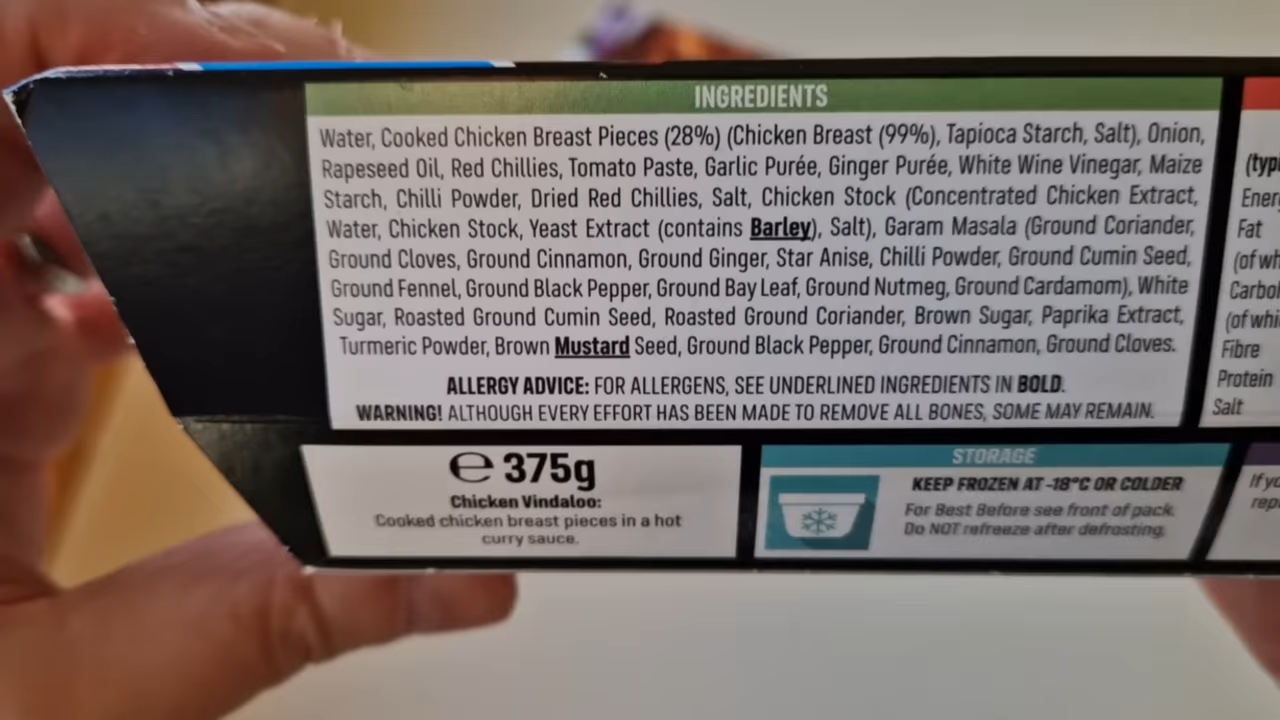 INGREDIENTS
Water, Cooked Chicken Breast Pieces (28%) (Chicken Breast (99%), Tapioca Starch, Salt), Onion,
Rapeseed Oil, Red Chillies, Tomato Paste, Garlic Purée, Ginger Purée, White Wine Vinegar, Maize
Starch, Chilli Powder, Dried Red Chillies, Salt, Chicken Stock (Concentrated Chicken Extract,
Water, Chicken Stock, Yeast Extract (contains Barley), Salt), Garam Masala (Ground Coriander,
Ground Cloves, Ground Cinnamon, Ground Ginger, Star Anise, Chilli Powder, Ground Cumin Seed,
Ground Fennel, Ground Black Pepper, Ground Bay Leaf, Ground Nutmeg, Ground Cardamom), White
Sugar, Roasted Ground Cumin Seed, Roasted Ground Coriander, Brown Sugar, Paprika Extract,
Turmeric Powder, Brown Mustard Seed, Ground Black Pepper, Ground Cinnamon, Ground Cloves.
ALLERGY ADVICE: FOR ALLERGENS, SEE UNDERLINED INGREDIENTS IN BOLD.
WARNING! ALTHOUGH EVERY EFFORT HAS BEEN MADE TO REMOVE ALL BONES, SOME MAY REMAIN.
℮ 375g
Chicken Vindaloo:
Cooked chicken breast pieces in a hot
curry sauce.
STORAGE
KEEP FROZEN AT -18°C OR COLDER
For Best Before see front of pack.
Do NOT refreeze after defrosting.
Fat
Fibre
Protein
Salt